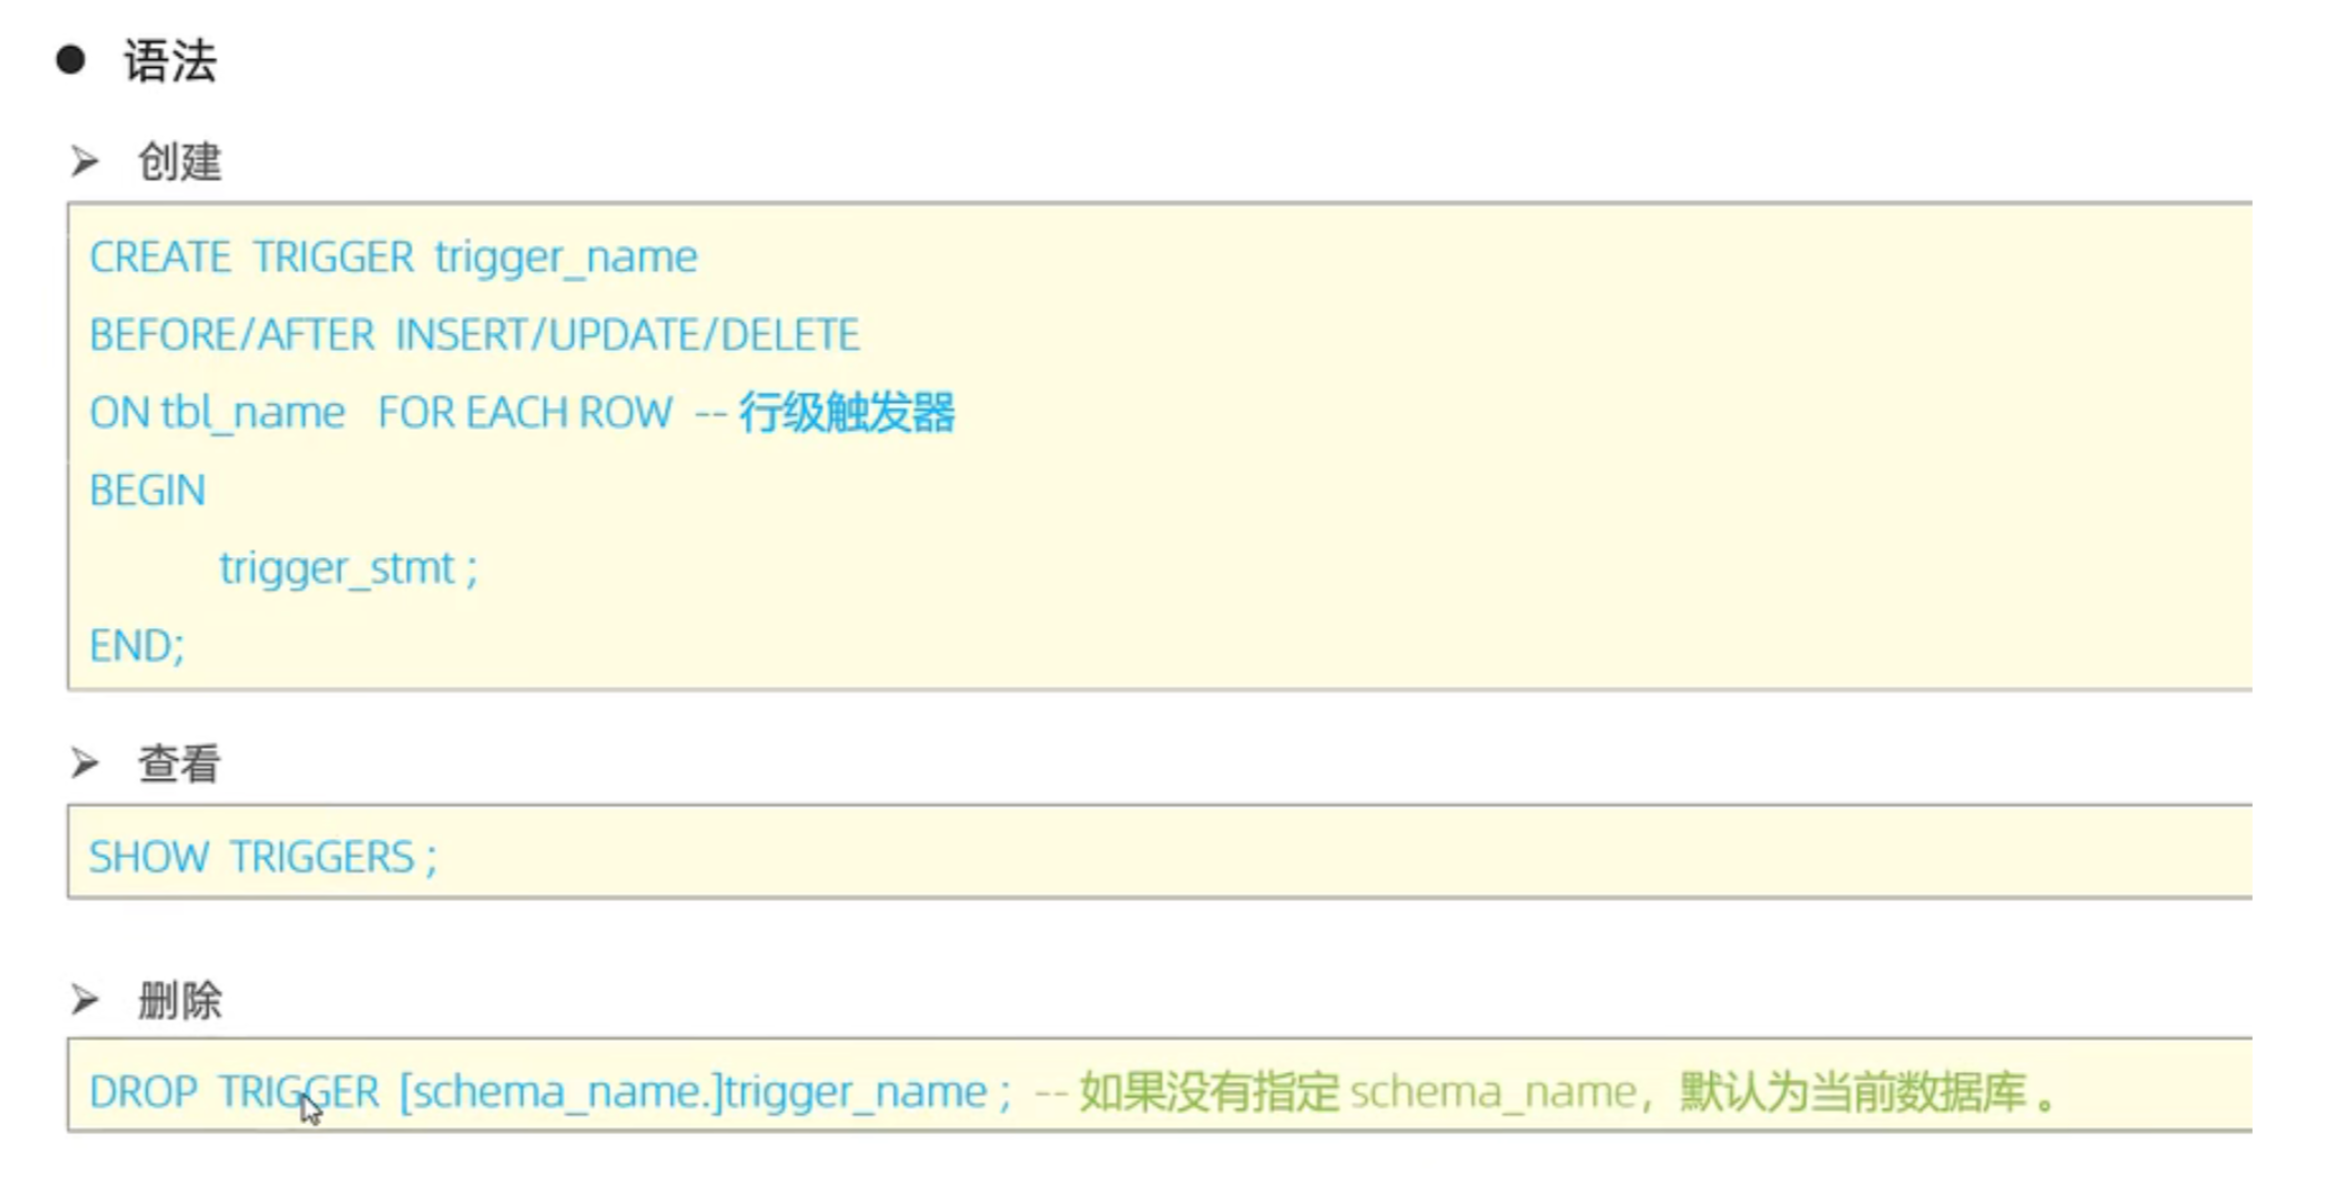 语法
创建
CREATE TRIGGER trigger_name
BEFORE/AFTER INSERT/UPDATE/DELETE
ON tbl_name FOR EACH ROW -- 行级触发器
BEGIN
trigger_stmt ;
END;
查看
SHOW TRIGGERS ;
删除
DROP TRIGGER [schema_name.]trigger_name ; -- 如果没有指定 schema_name，默认为当前数据库 。